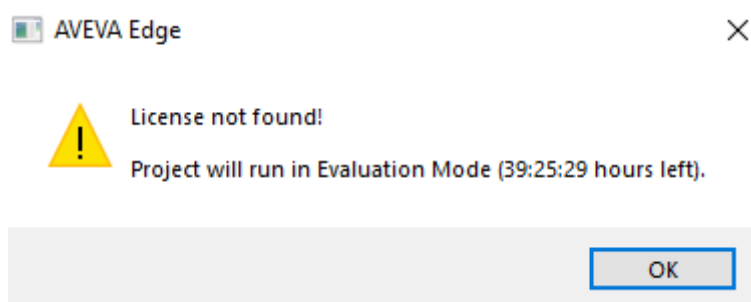 AVEVA Edge
License not found!
Project will run in Evaluation Mode (39:25:29 hours left).
OK